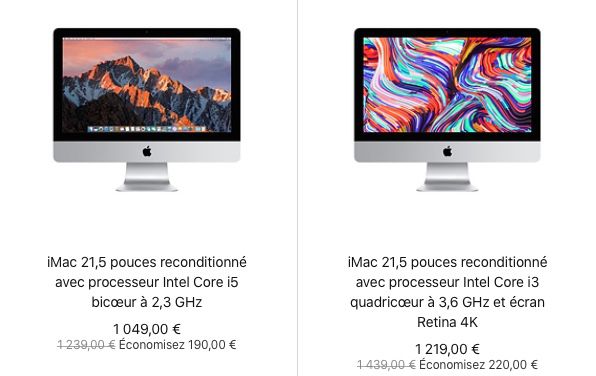 iMac 21,5 pouces reconditionné
avec processeur Intel Core i5
bicœur à 2,3 GHz
1 049,00 €
1 239,00 € Économisez 190,00 €
iMac 21,5 pouces reconditionné
avec processeur Intel Core i3
quadricœur à 3,6 GHz et écran
Retina 4K
1 219,00 €
1 439,00 € Économisez 220,00 €